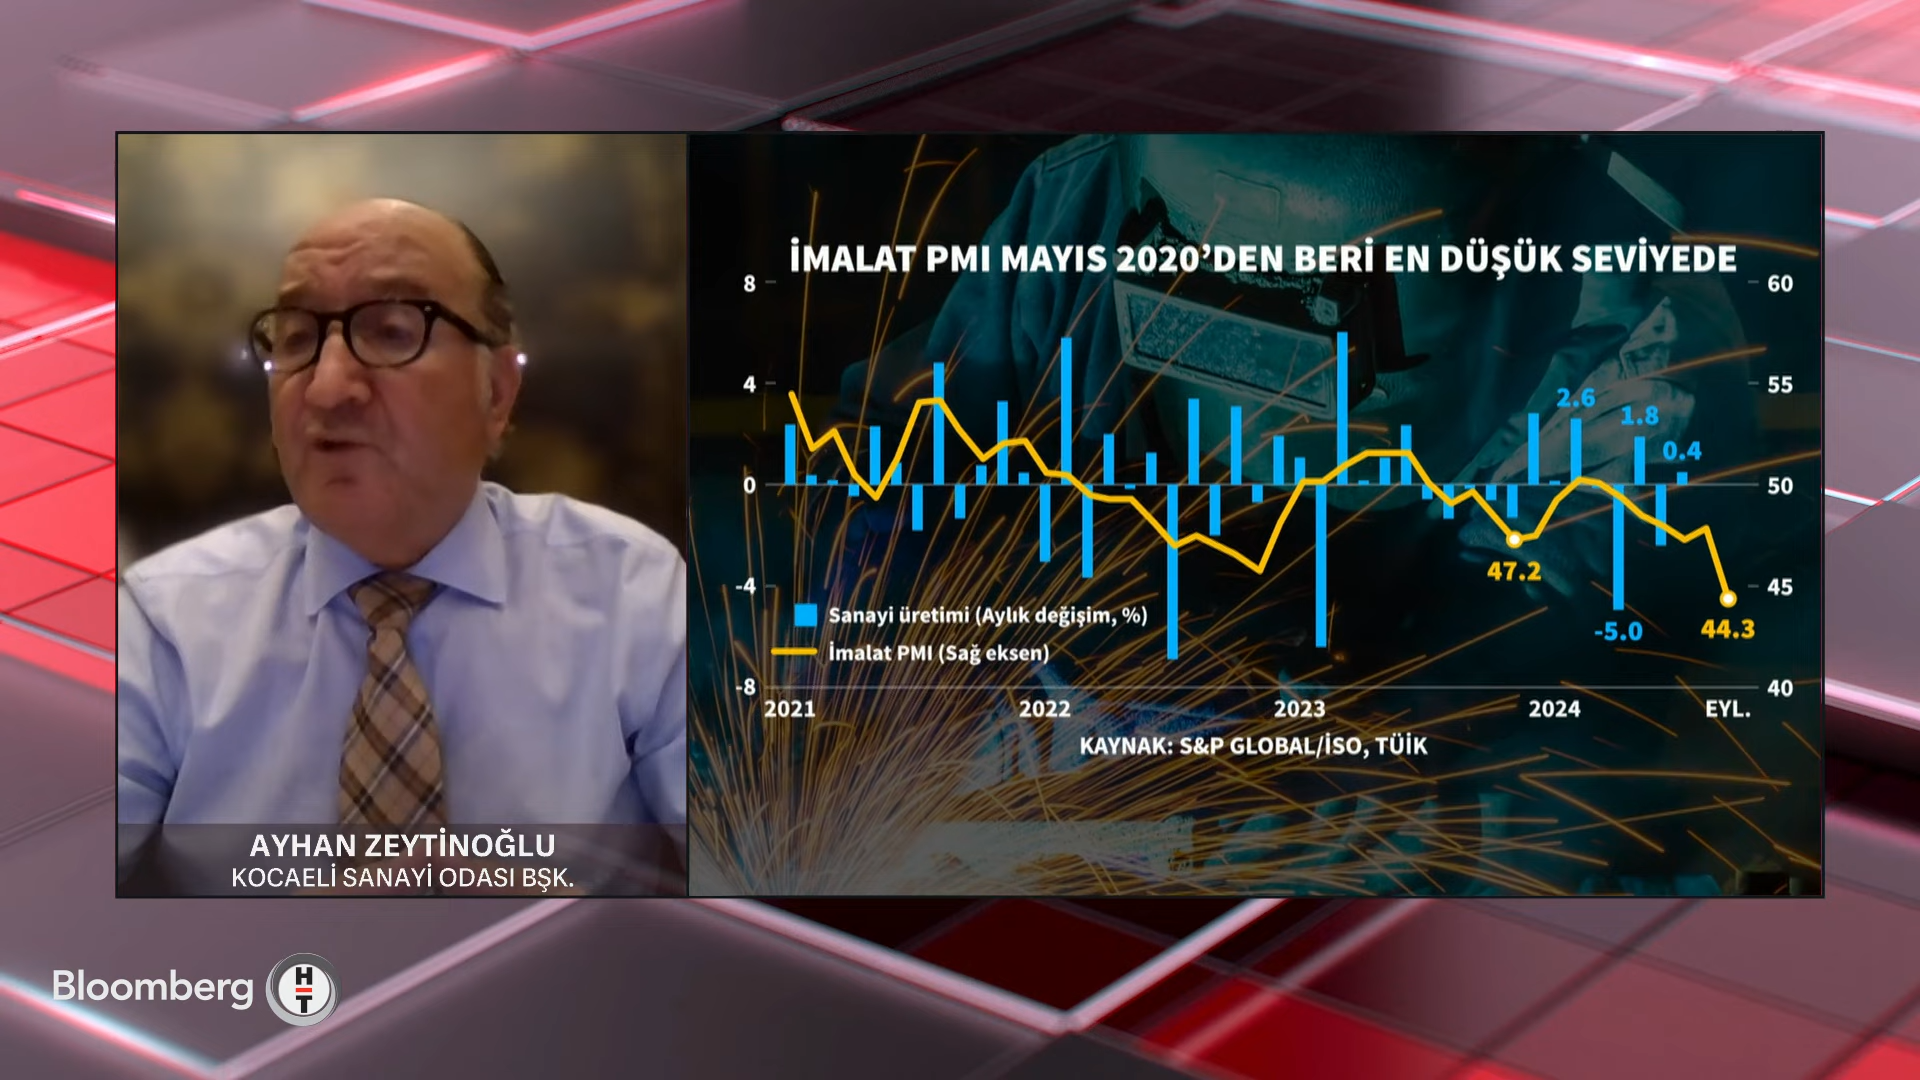 İMALAT PMI MAYIS 2020’DEN BERİ EN DÜŞÜK SEVİYEDE
8
60
4
55
2.6
1.8
0.4
0
50
47.2
-4
45
Sanayi üretimi (Aylık değişim, %)
-5.0
44.3
İmalat PMI (Sağ eksen)
-8
40
2021
2022
2023
2024
EYL.
KAYNAK: S&P GLOBAL/İSO, TÜİK
AYHAN ZEYTİNOĞLU
KOCAELİ SANAYİ ODASI BŞK.
Bloomberg HT